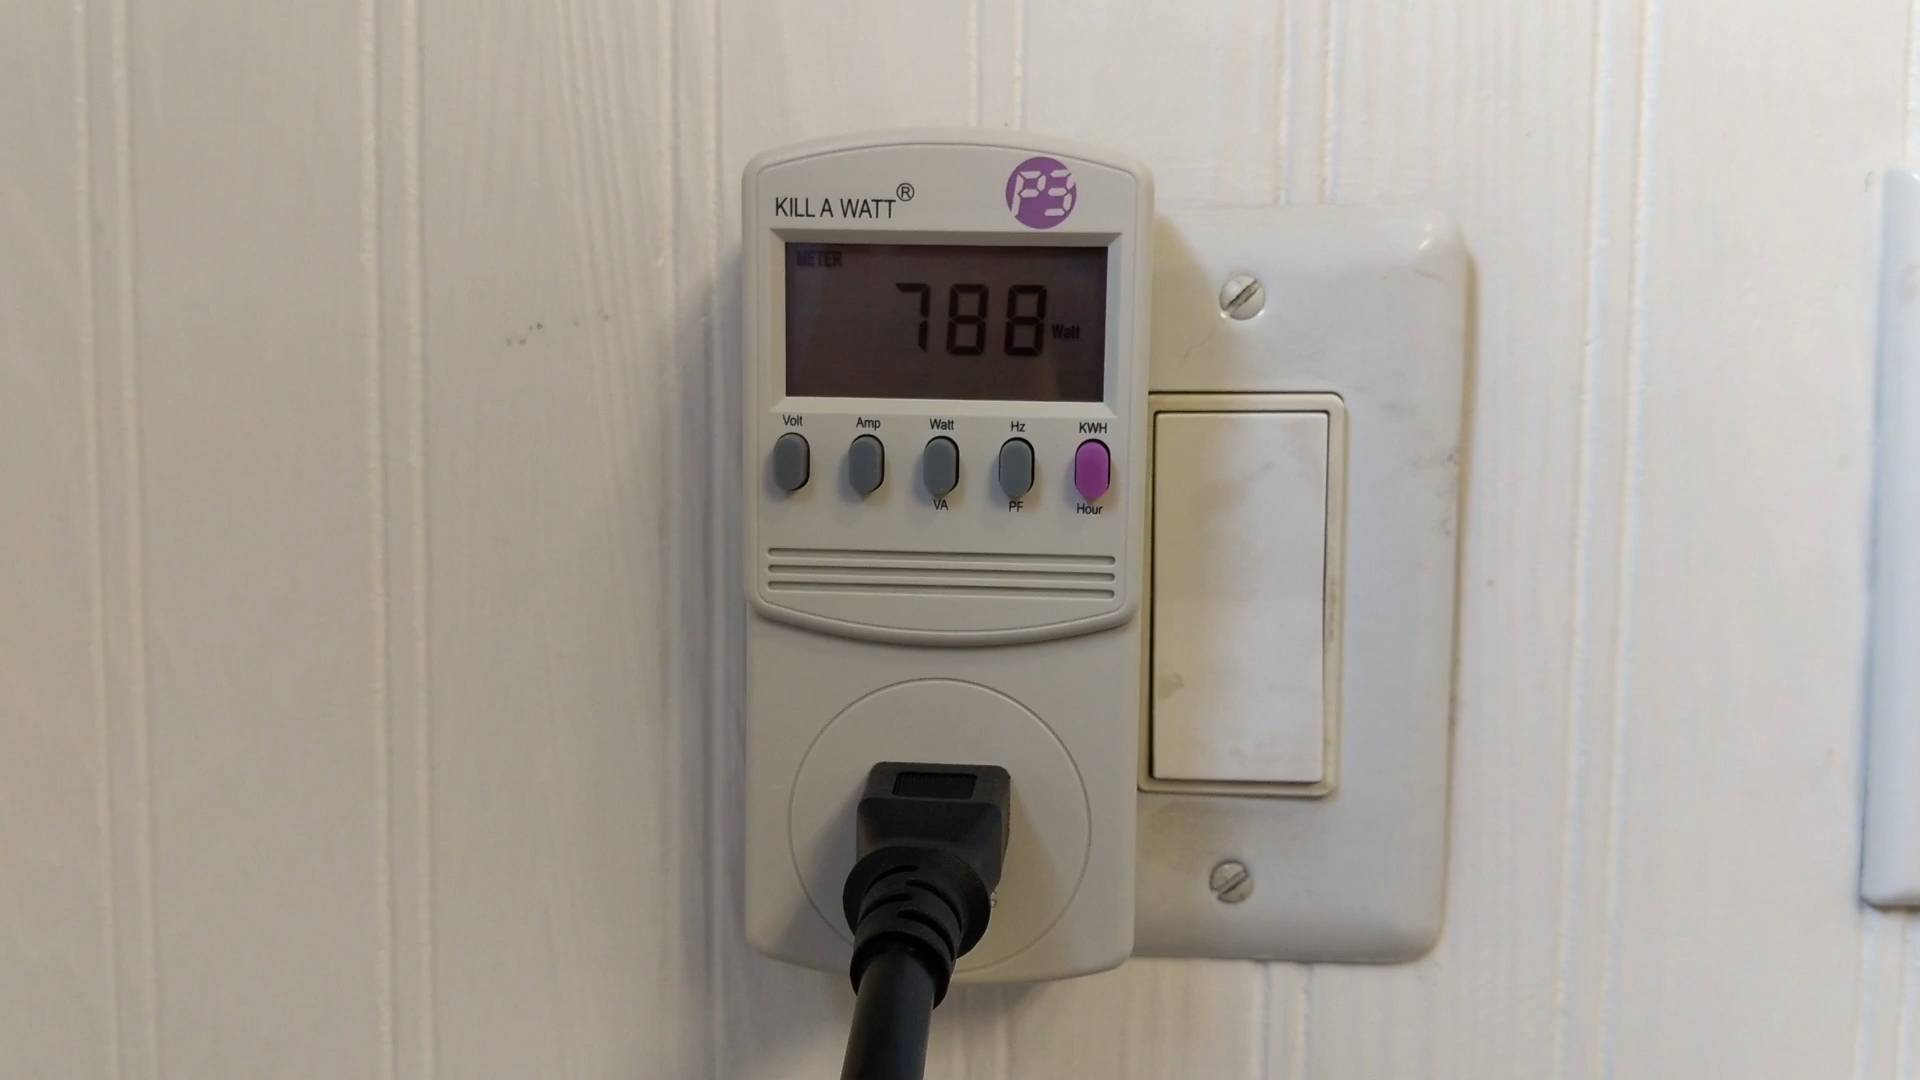 KILL A WATT®
P3
METER
788 Watt
Volt Amp Watt Hz KWH
VA PF Hour